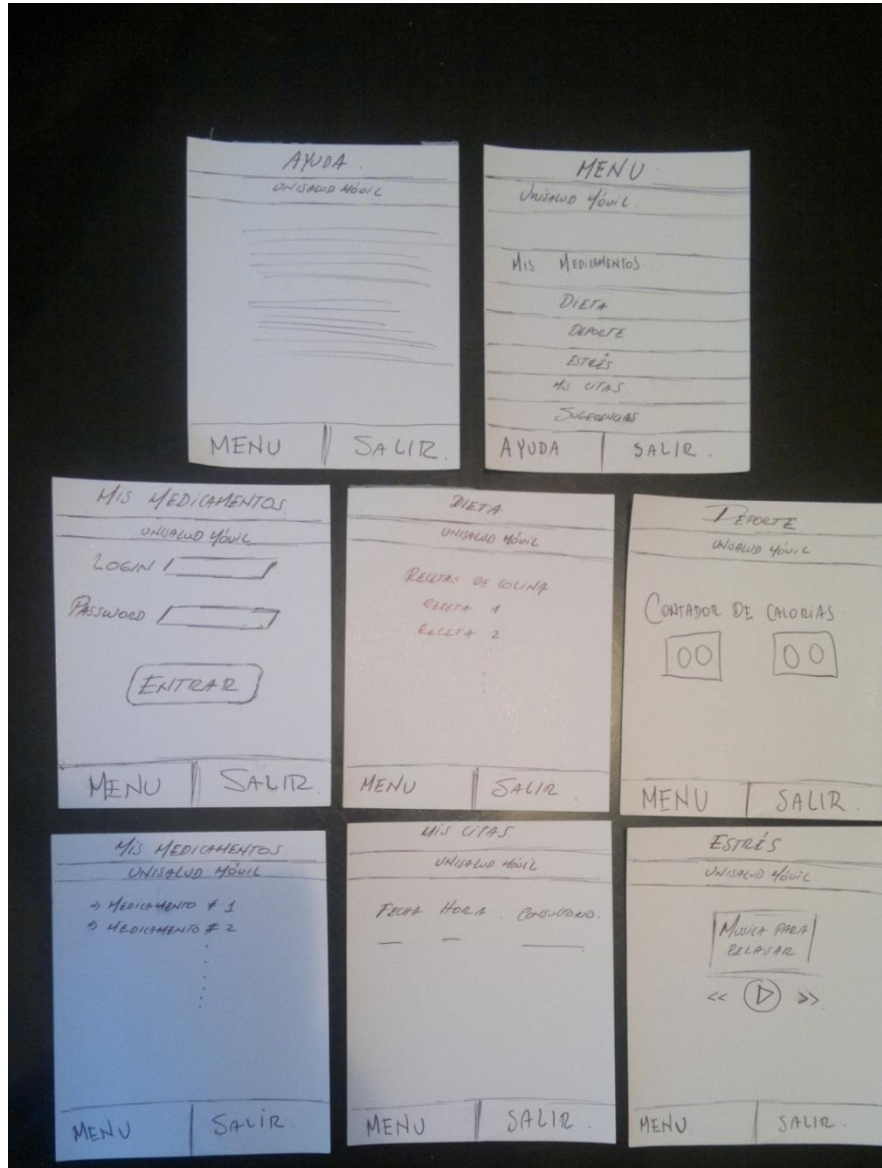 AYUDA.
UNISALUD MÓVIL
MENU SALIR.
MENU
UNISALUD MÓVIL.
MIS MEDICAMENTOS
DIETA
DEPORTE
ESTRÉS
MIS CITAS
SUGERENCIAS
AYUDA SALIR.
MIS MEDICAMENTOS
UNISALUD MÓVIL
LOGIN
PASSWORD
ENTRAR
MENU SALIR.
DIETA
UNISALUD MÓVIL
RECETAS DE COCINA
RECETA 1
RECETA 2
MENU SALIR.
DEPORTE
UNISALUD MÓVIL
CONTADOR DE CALORIAS.
00 00
MENU SALIR.
MIS MEDICAMENTOS
UNISALUD MÓVIL
→ MEDICAMENTO # 1
→ MEDICAMENTO # 2
MENU SALIR.
MIS CITAS
UNISALUD MÓVIL
FECHA HORA CONSULTORIO.
MENU SALIR.
ESTRÉS
UNISALUD MÓVIL
MUSICA PARA
RELAJAR
<< >>
MENU SALIR.